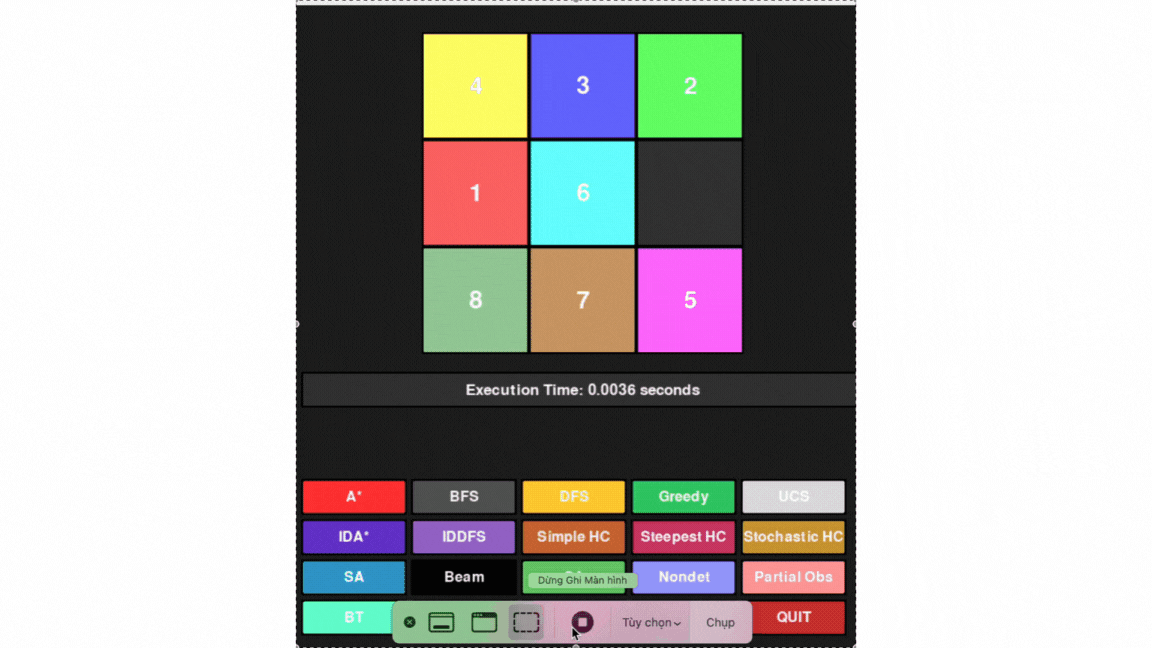 4 3 2
1 6
8 7 5
Execution Time: 0.0036 seconds
A* BFS DFS Greedy UCS
IDA* IDDFS Simple HC Steepest HC Stochastic HC
SA Beam Nondet Partial Obs
Dừng Ghi Màn hình
BT QUIT
Tùy chọn Chụp